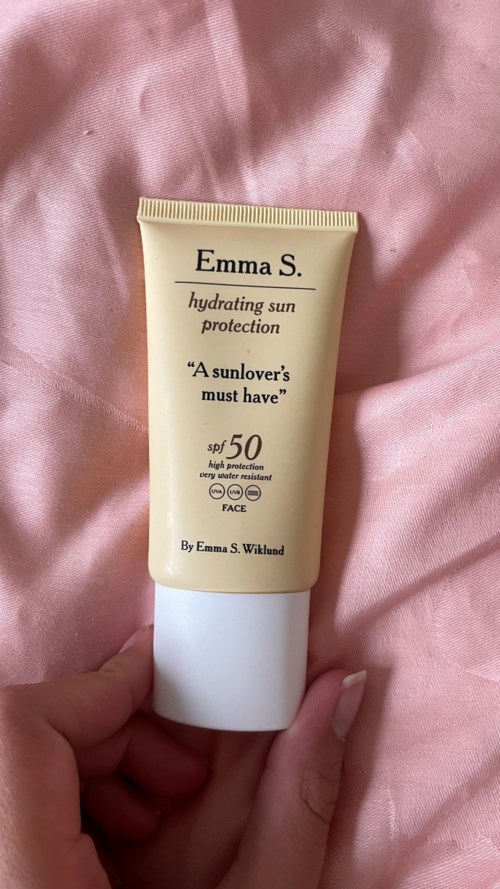 Emma S.
hydrating sun
protection
“A sunlover’s
must have”
spf 50
high protection
very water resistant
UVA UVB
FACE
By Emma S. Wiklund